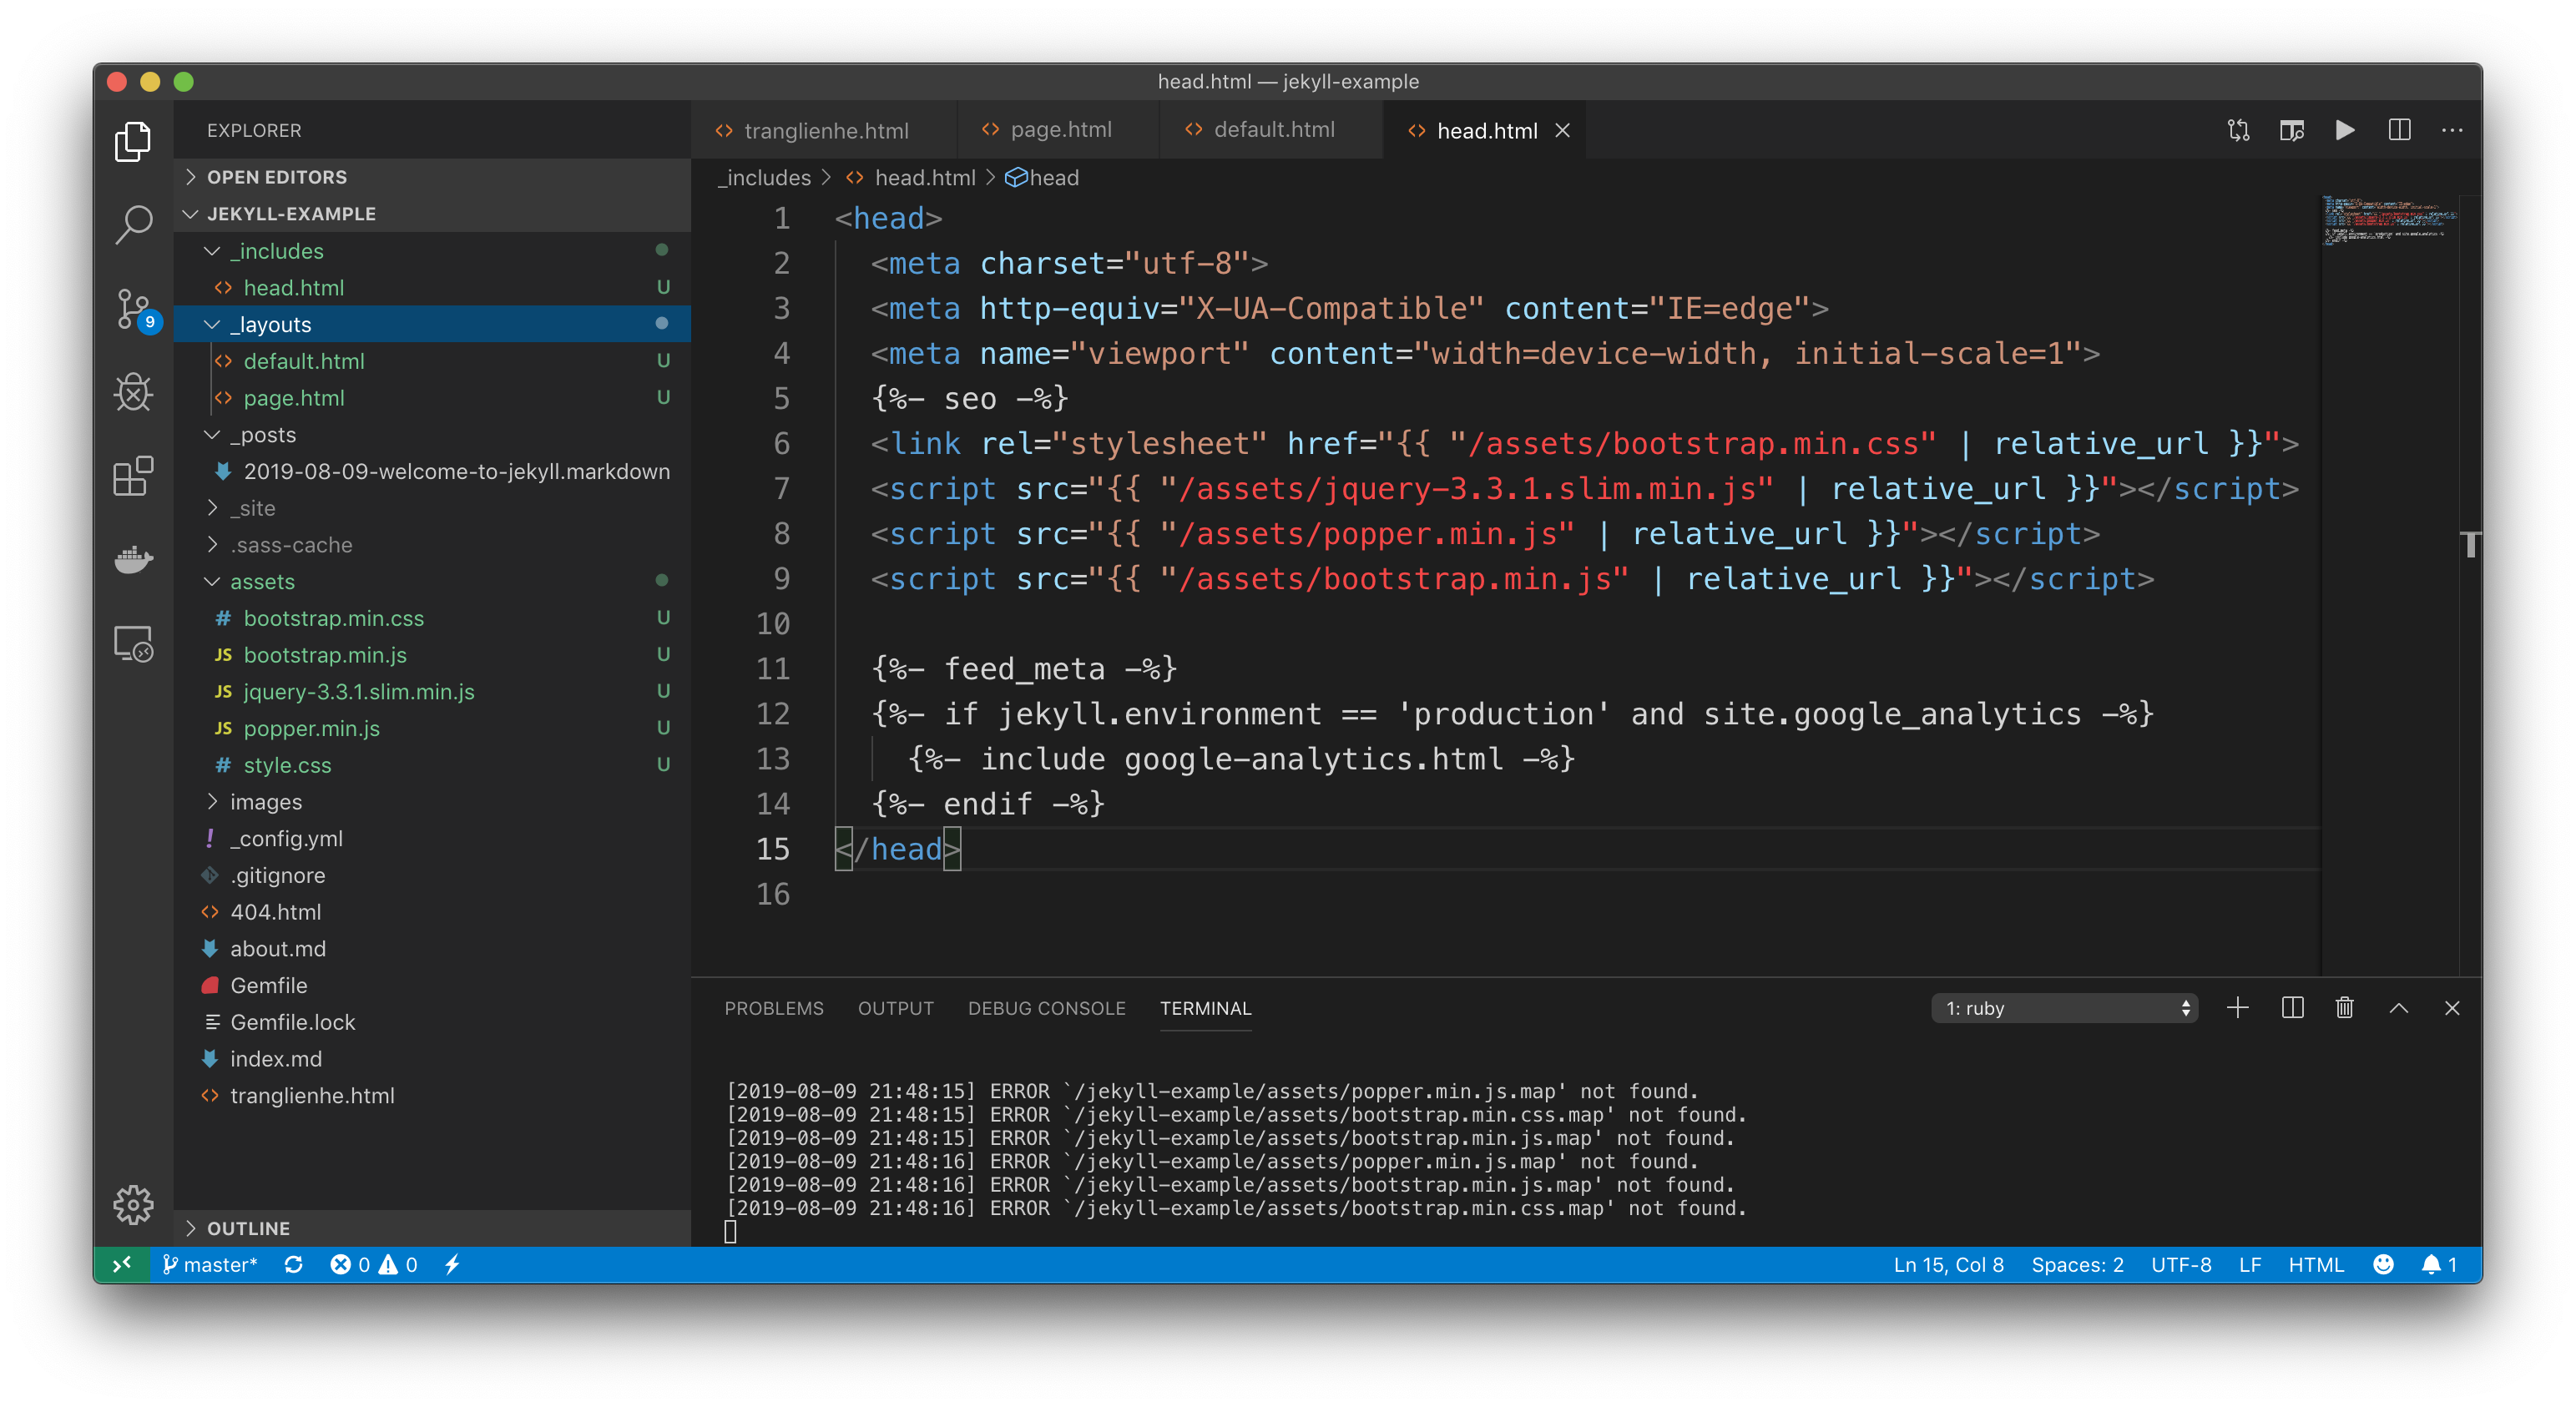 head.html — jekyll-example
EXPLORER
OPEN EDITORS
JEKYLL-EXAMPLE
_includes
head.html U
_layouts
default.html U
page.html U
_posts
2019-08-09-welcome-to-jekyll.markdown
_site
.sass-cache
assets
# bootstrap.min.css U
JS bootstrap.min.js U
JS jquery-3.3.1.slim.min.js U
JS popper.min.js U
# style.css U
images
! _config.yml
.gitignore
404.html
about.md
Gemfile
Gemfile.lock
index.md
tranglienhe.html
OUTLINE
9
tranglienhe.html page.html default.html head.html
_includes > head.html > head
1 <head>
2 <meta charset="utf-8">
3 <meta http-equiv="X-UA-Compatible" content="IE=edge">
4 <meta name="viewport" content="width=device-width, initial-scale=1">
5 {%- seo -%}
6 <link rel="stylesheet" href="{{ "/assets/bootstrap.min.css" | relative_url }}">
7 <script src="{{ "/assets/jquery-3.3.1.slim.min.js" | relative_url }}"></script>
8 <script src="{{ "/assets/popper.min.js" | relative_url }}"></script>
9 <script src="{{ "/assets/bootstrap.min.js" | relative_url }}"></script>
10
11 {%- feed_meta -%}
12 {%- if jekyll.environment == 'production' and site.google_analytics -%}
13 {%- include google-analytics.html -%}
14 {%- endif -%}
15 </head>
16
PROBLEMS OUTPUT DEBUG CONSOLE TERMINAL 1: ruby
[2019-08-09 21:48:15] ERROR `/jekyll-example/assets/popper.min.js.map' not found.
[2019-08-09 21:48:15] ERROR `/jekyll-example/assets/bootstrap.min.css.map' not found.
[2019-08-09 21:48:15] ERROR `/jekyll-example/assets/bootstrap.min.js.map' not found.
[2019-08-09 21:48:16] ERROR `/jekyll-example/assets/popper.min.js.map' not found.
[2019-08-09 21:48:16] ERROR `/jekyll-example/assets/bootstrap.min.js.map' not found.
[2019-08-09 21:48:16] ERROR `/jekyll-example/assets/bootstrap.min.css.map' not found.
master* 0 0 Ln 15, Col 8 Spaces: 2 UTF-8 LF HTML 1